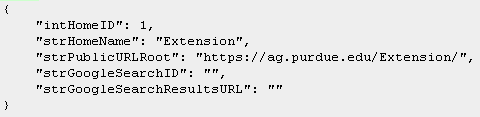 {
    "intHomeID": 1,
    "strHomeName": "Extension",
    "strPublicURLRoot": "https://ag.purdue.edu/Extension/",
    "strGoogleSearchID": "",
    "strGoogleSearchResultsURL": ""
}